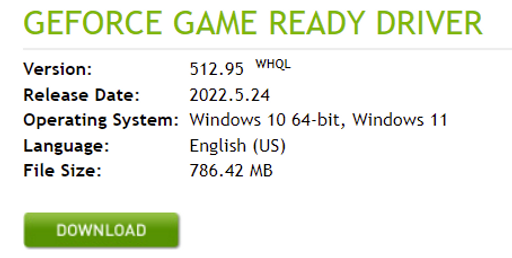 GEFORCE GAME READY DRIVER
Version: 512.95 WHQL
Release Date: 2022.5.24
Operating System: Windows 10 64-bit, Windows 11
Language: English (US)
File Size: 786.42 MB
DOWNLOAD